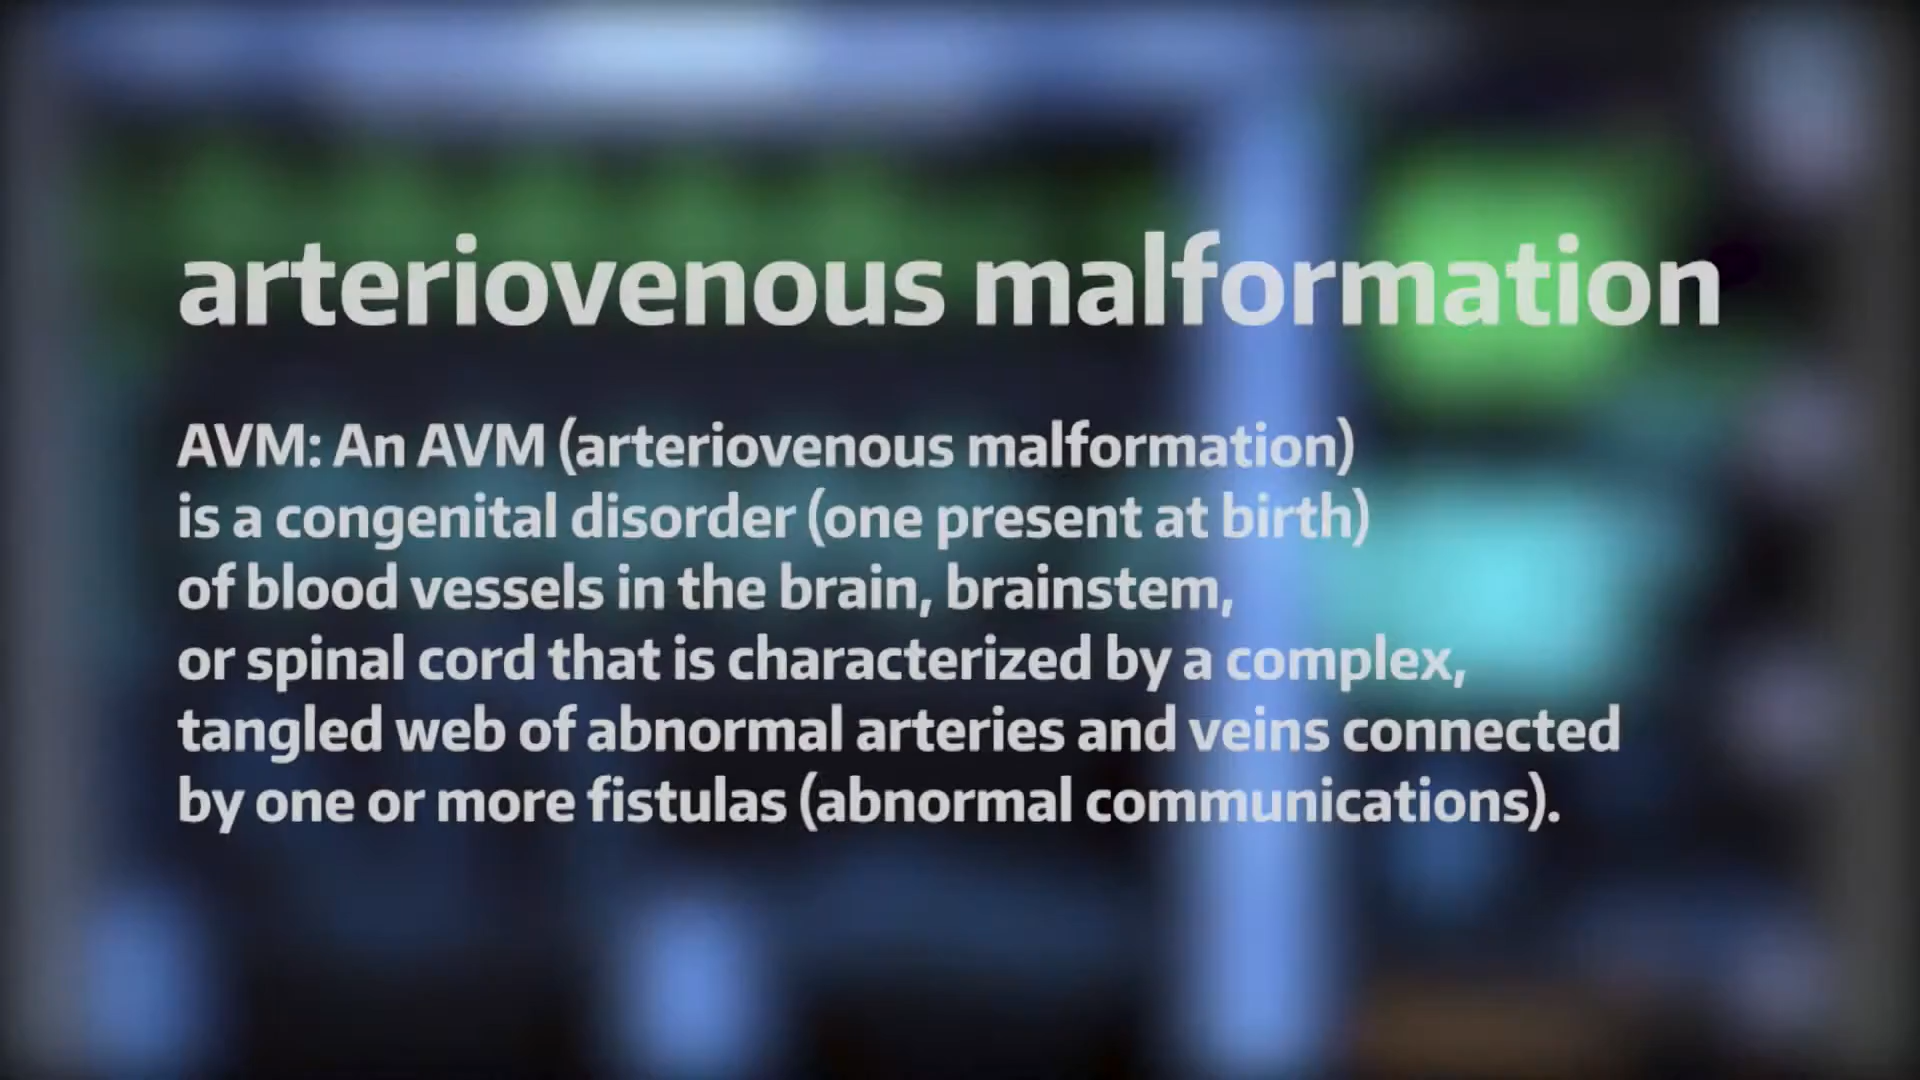 arteriovenous malformation
AVM: An AVM (arteriovenous malformation)
is a congenital disorder (one present at birth)
of blood vessels in the brain, brainstem,
or spinal cord that is characterized by a complex,
tangled web of abnormal arteries and veins connected
by one or more fistulas (abnormal communications).